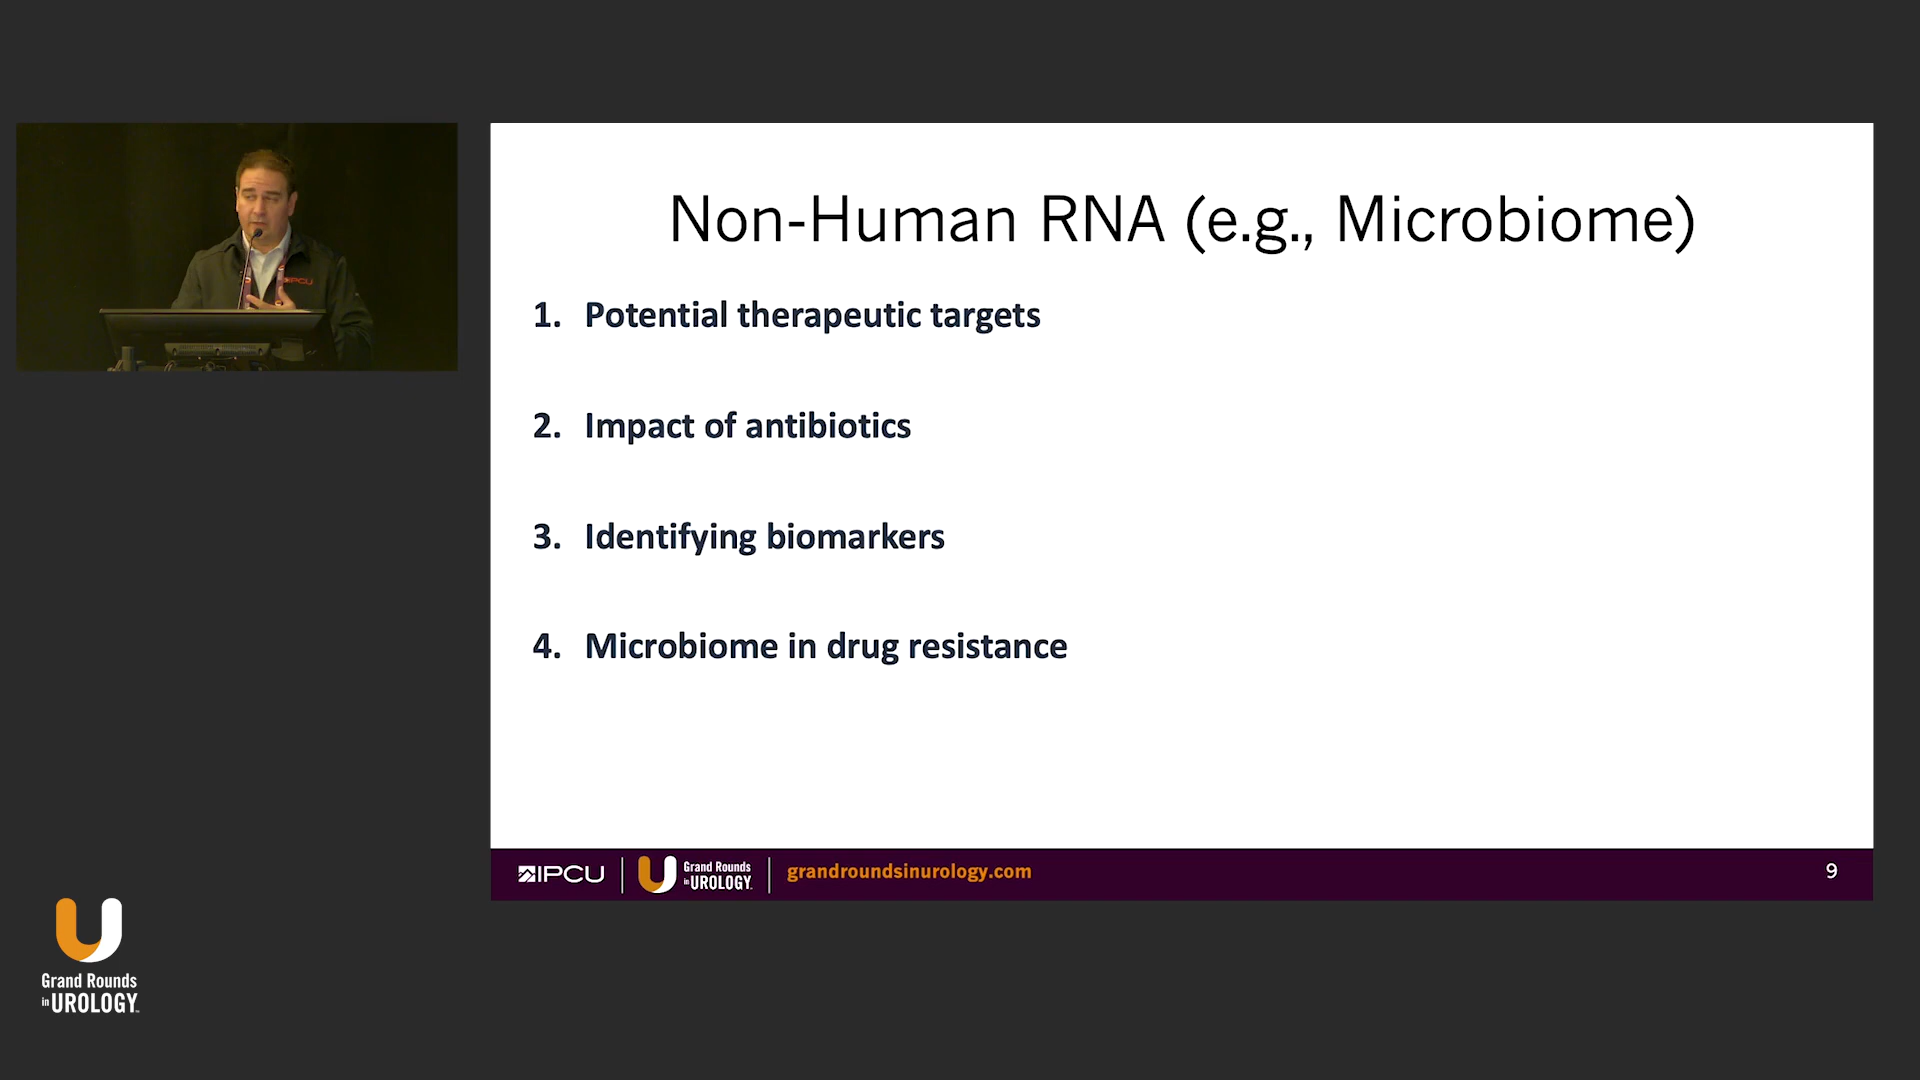 IPCU
Non-Human RNA (e.g., Microbiome)
1. Potential therapeutic targets
2. Impact of antibiotics
3. Identifying biomarkers
4. Microbiome in drug resistance
IPCU
Grand Rounds
in UROLOGY
grandroundsinurology.com
9
Grand Rounds
in UROLOGY